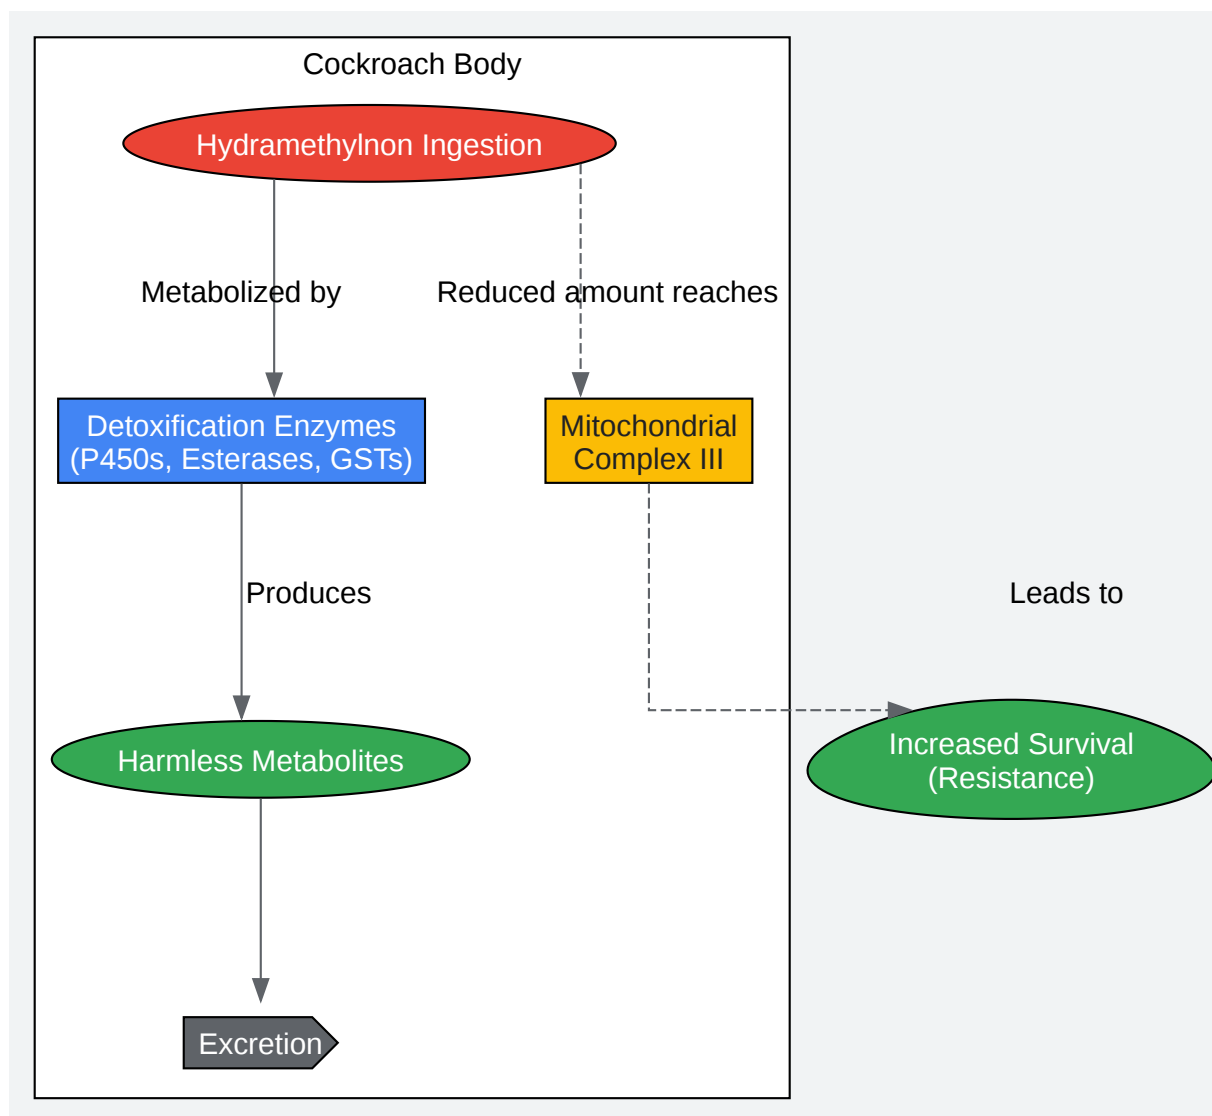 Cockroach Body
Hydramethylnon Ingestion
Metabolized by
Reduced amount reaches
Detoxification Enzymes
(P450s, Esterases, GSTs)
Mitochondrial
Complex III
Produces
Leads to
Harmless Metabolites
Increased Survival
(Resistance)
Excretion